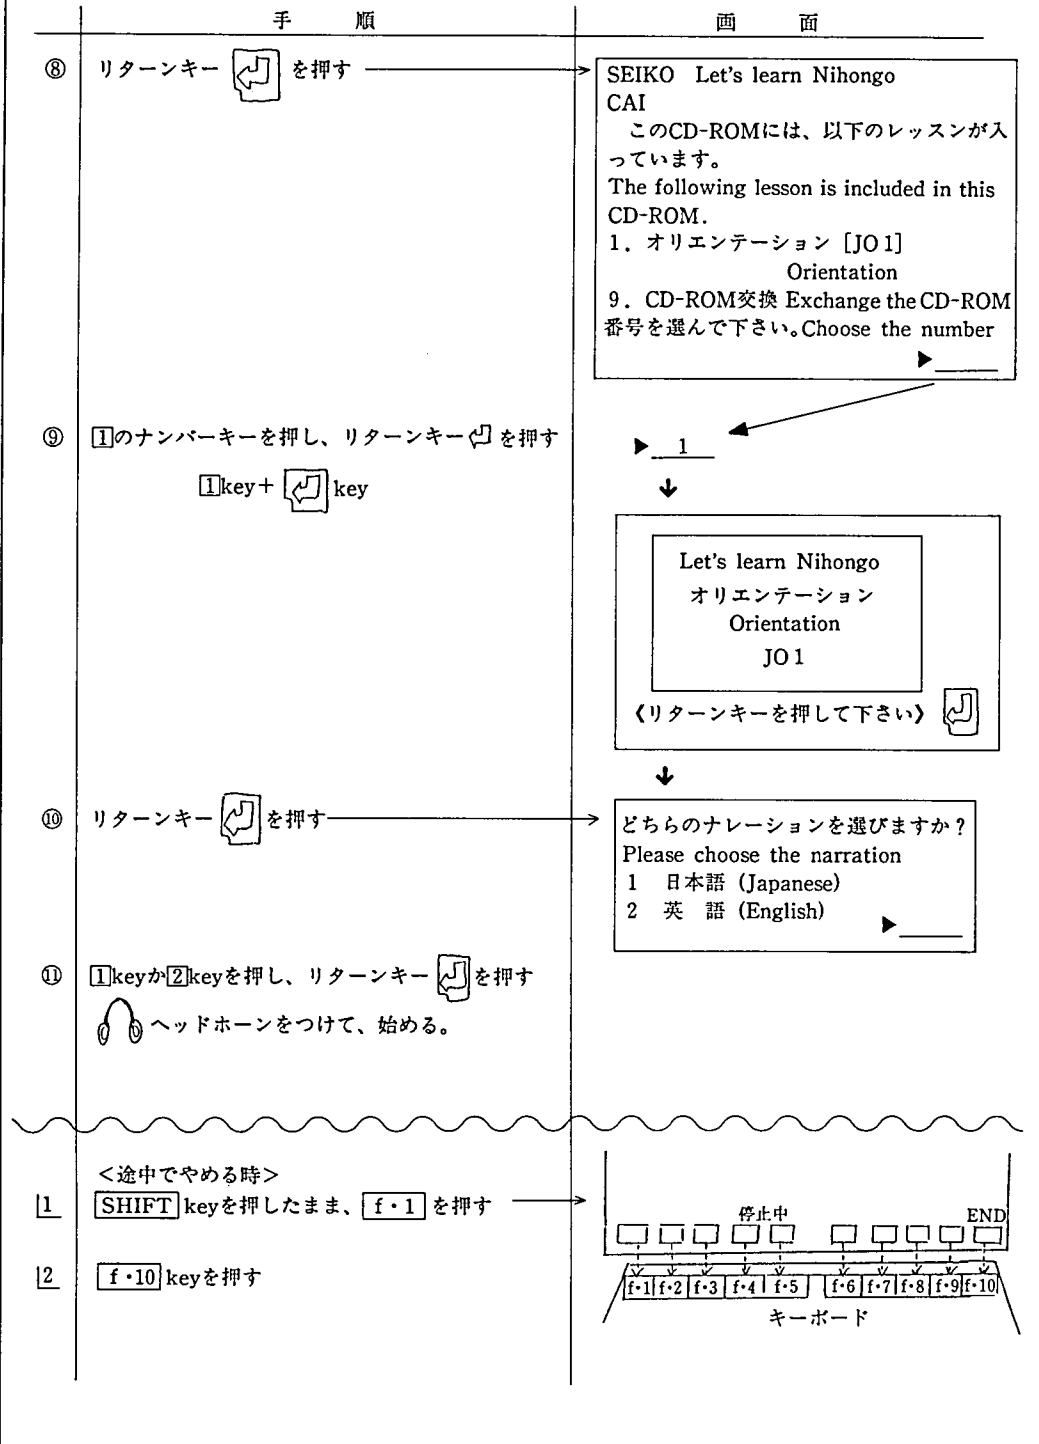 手順 画面
⑧ リターンキー を押す
SEIKO Let's learn Nihongo
CAI
このCD-ROMには、以下のレッスンが入
っています。
The following lesson is included in this
CD-ROM.
1. オリエンテーション [JO1]
Orientation
9. CD-ROM交換 Exchange the CD-ROM
番号を選んで下さい。Choose the number
▶
⑨ 1のナンバーキーを押し、リターンキー を押す
1key+ key
▶ 1
Let's learn Nihongo
オリエンテーション
Orientation
JO1
《リターンキーを押して下さい》
⑩ リターンキー を押す
どちらのナレーションを選びますか?
Please choose the narration
1 日本語 (Japanese)
2 英語 (English)
▶
⑪ 1keyか2keyを押し、リターンキー を押す
ヘッドホーンをつけて、始める。
<途中でやめる時>
1 SHIFT keyを押したまま、f・1 を押す
2 f・10 keyを押す
停止中 END
f・1 f・2 f・3 f・4 f・5 f・6 f・7 f・8 f・9 f・10
キーボード